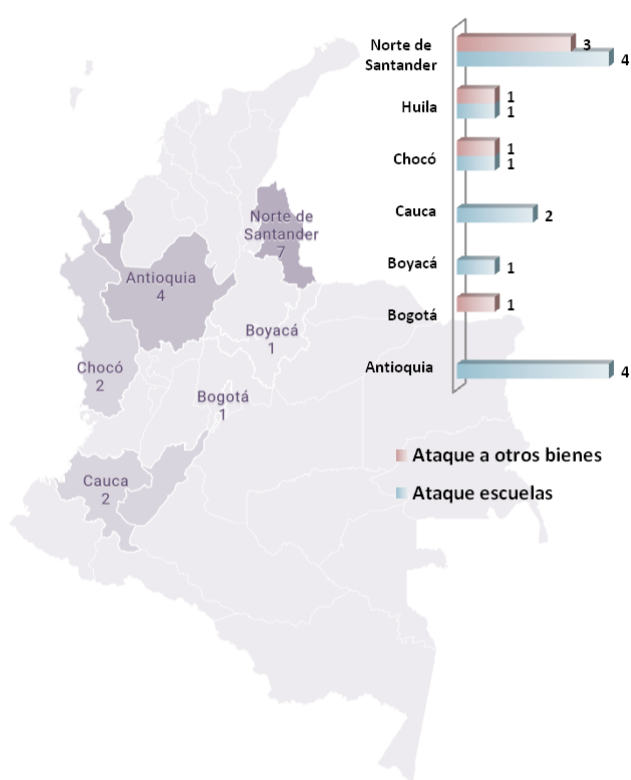 Norte de
Santander
3
4
Huila
1
1
Chocó
1
1
Cauca
2
Boyacá
1
Bogotá
1
Antioquia
4
Ataque a otros bienes
Ataque escuelas
Norte de
Santander
7
Antioquia
4
Boyacá
1
Chocó
2
Bogotá
1
Cauca
2